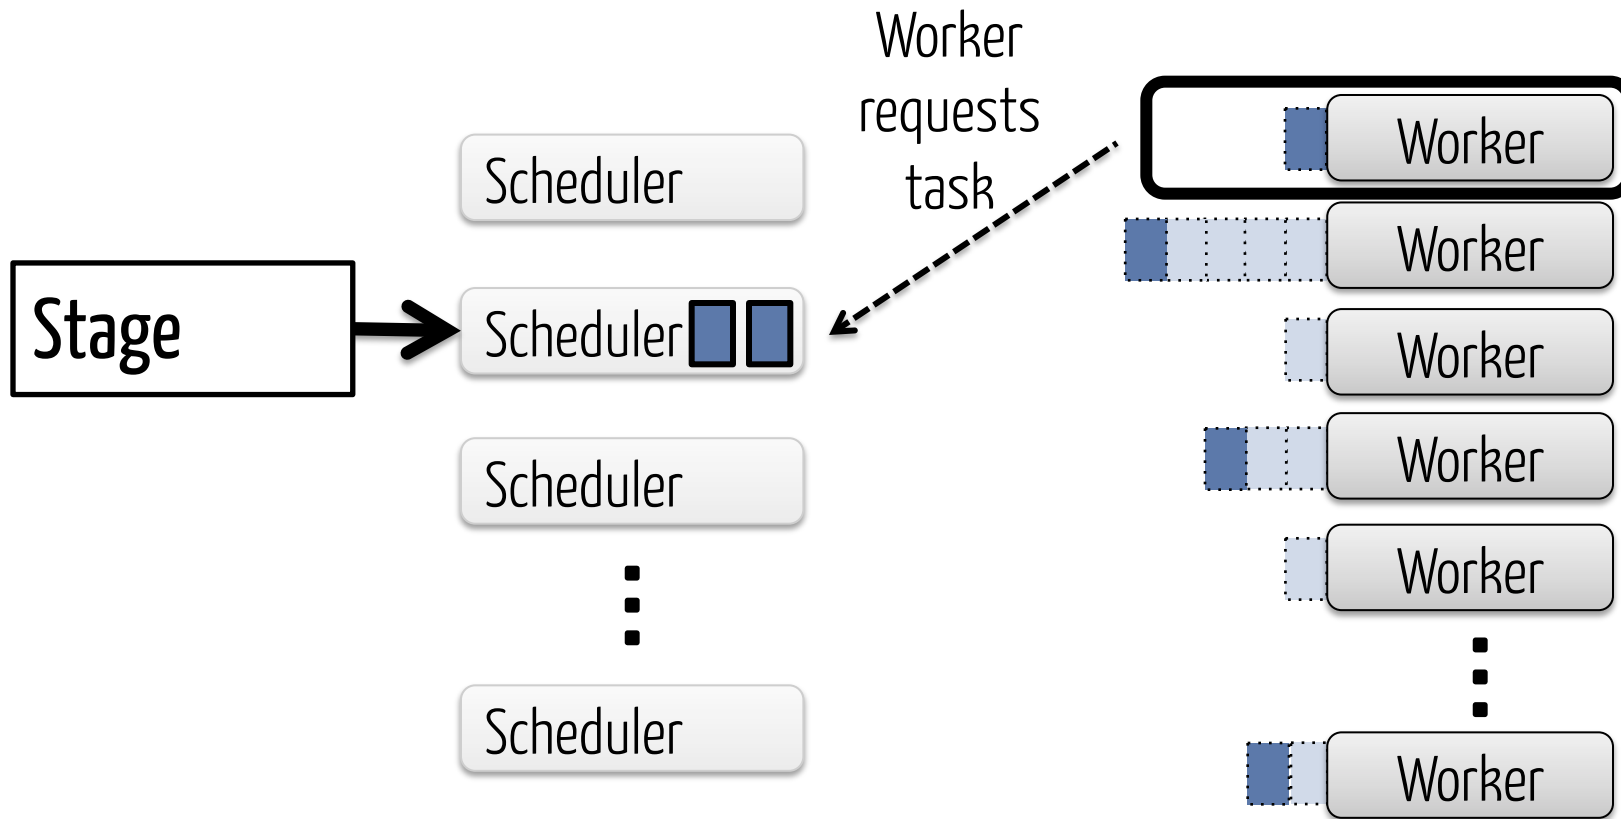 Worker
requests
task
Stage
Scheduler
Scheduler
Scheduler
Scheduler
Worker
Worker
Worker
Worker
Worker
Worker